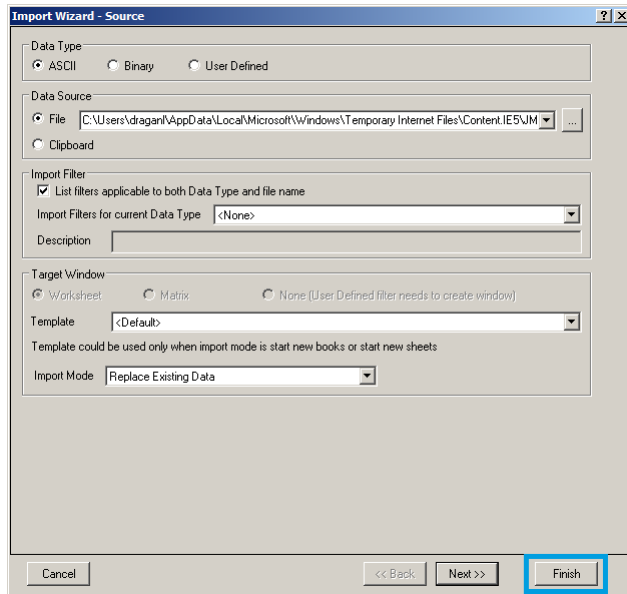 Import Wizard - Source
Data Type
ASCII Binary User Defined
Data Source
File C:\Users\draganl\AppData\Local\Microsoft\Windows\Temporary Internet Files\Content.IE5\JM ...
Clipboard
Import Filter
List filters applicable to both Data Type and file name
Import Filters for current Data Type <None>
Description
Target Window
Worksheet Matrix None (User Defined filter needs to create window)
Template <Default>
Template could be used only when import mode is start new books or start new sheets
Import Mode Replace Existing Data
Cancel << Back Next >> Finish